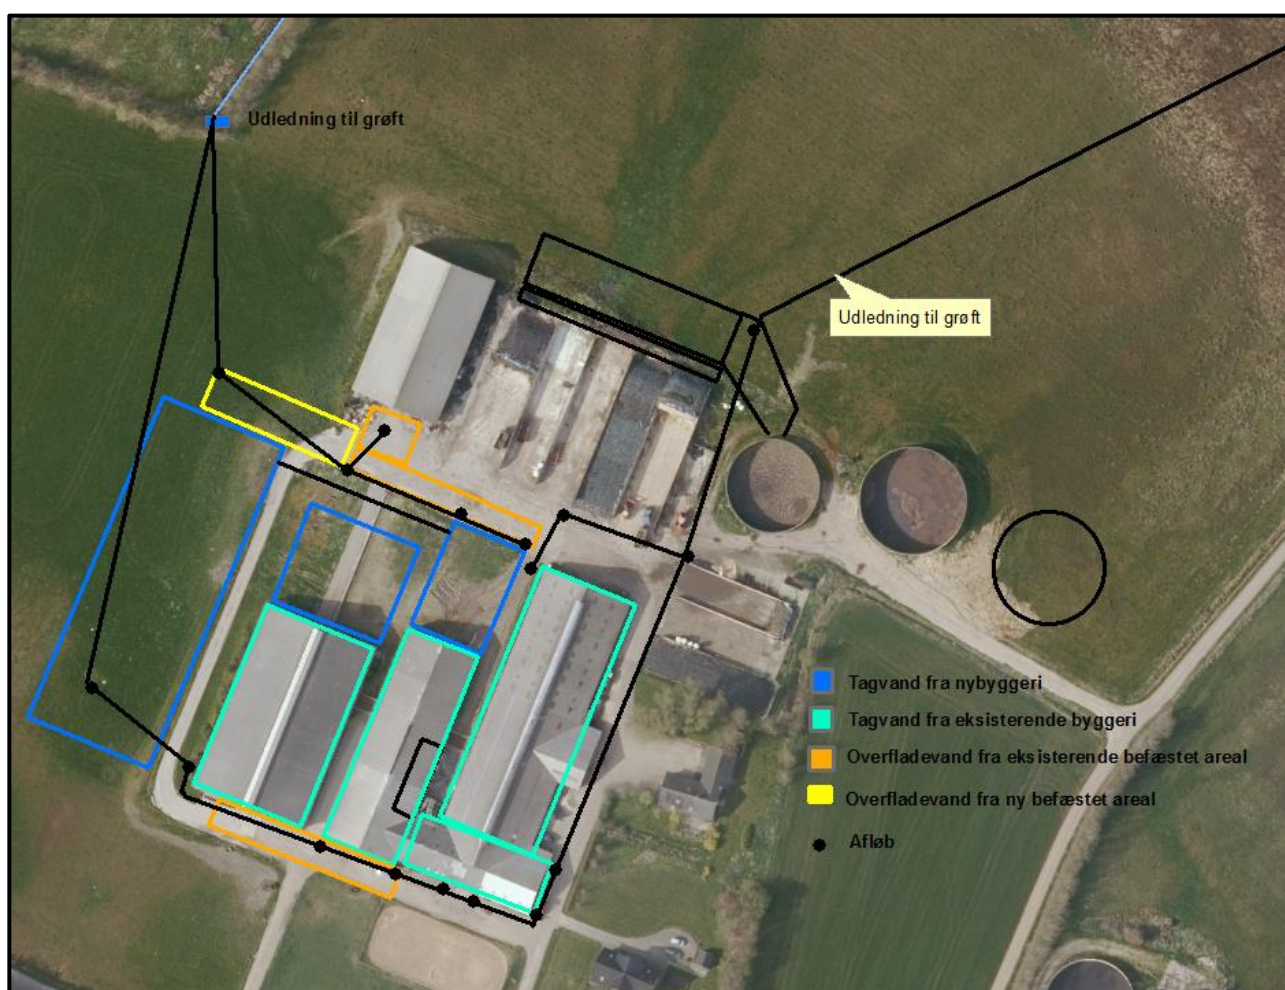 Udledning til grøft
Udledning til grøft
Tagvand fra nybyggeri
Tagvand fra eksisterende byggeri
Overfladevand fra eksisterende befæstet areal
Overfladevand fra ny befæstet areal
Afløb